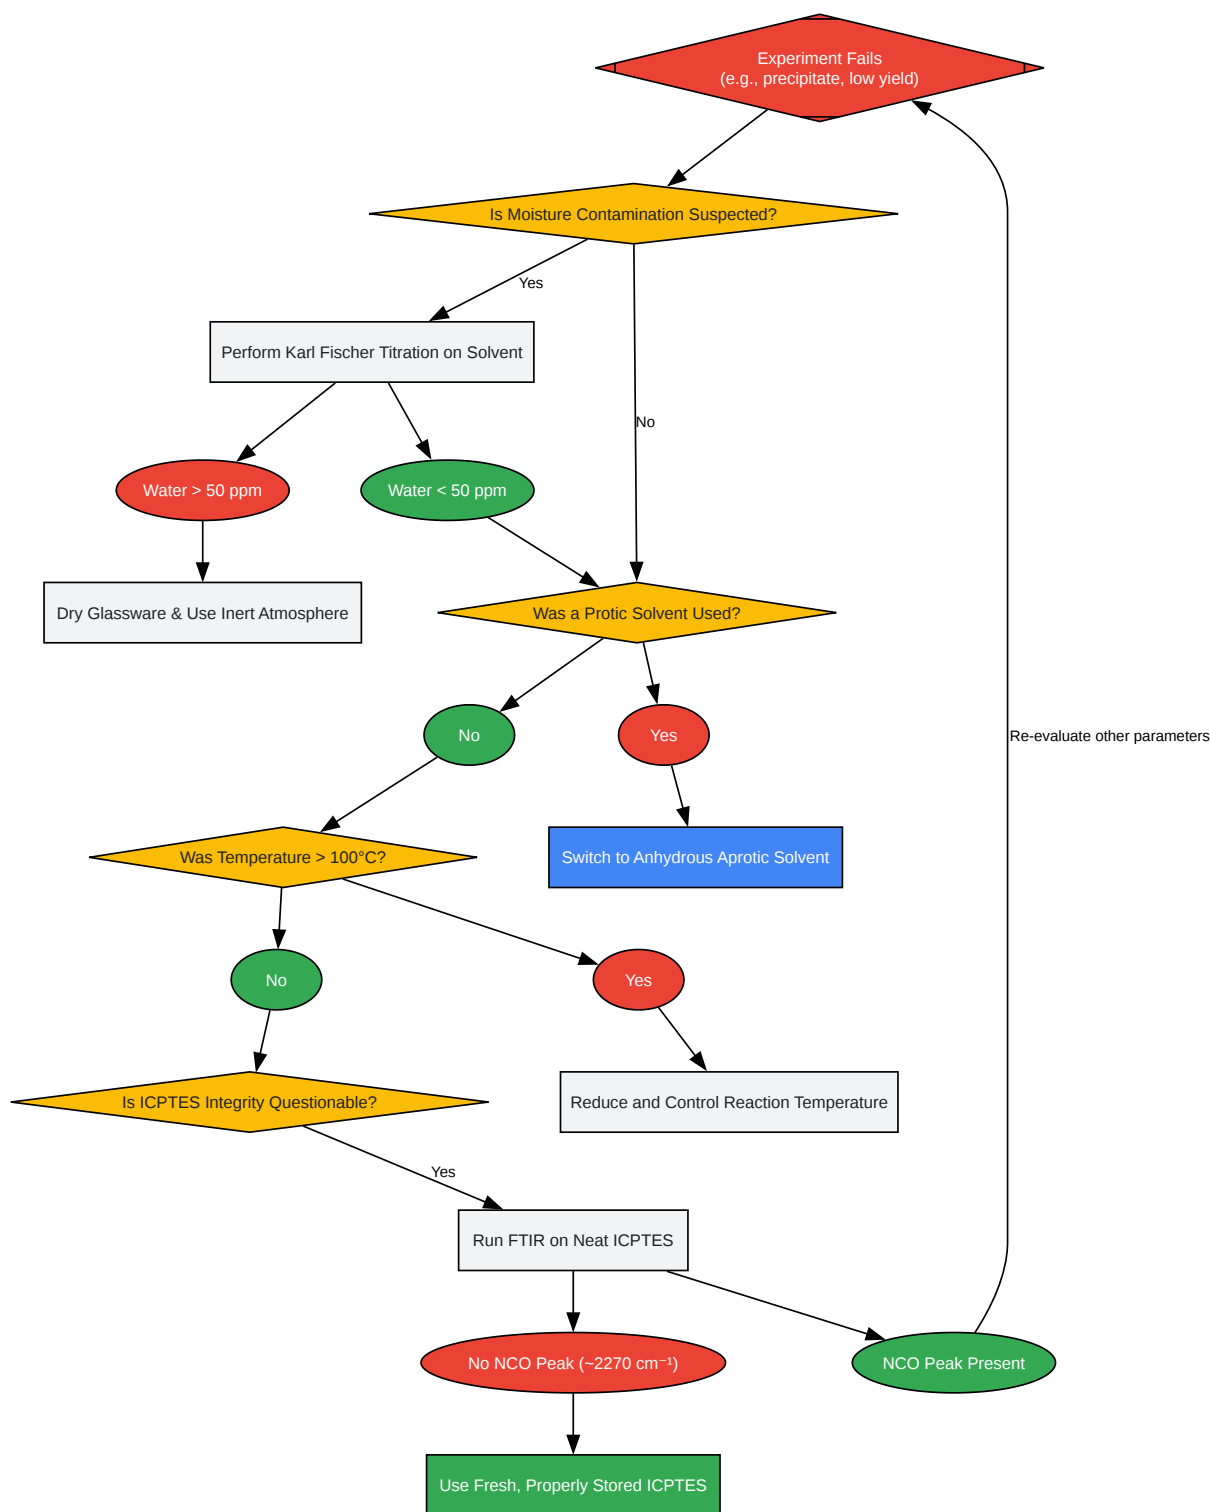 Experiment Fails
(e.g., precipitate, low yield)
Is Moisture Contamination Suspected?
Yes
Perform Karl Fischer Titration on Solvent
No
Water > 50 ppm
Water < 50 ppm
Dry Glassware & Use Inert Atmosphere
Was a Protic Solvent Used?
No
Yes
Re-evaluate other parameters
Was Temperature > 100°C?
Switch to Anhydrous Aprotic Solvent
No
Yes
Is ICPTES Integrity Questionable?
Reduce and Control Reaction Temperature
Yes
Run FTIR on Neat ICPTES
No NCO Peak (~2270 cm⁻¹)
NCO Peak Present
Use Fresh, Properly Stored ICPTES